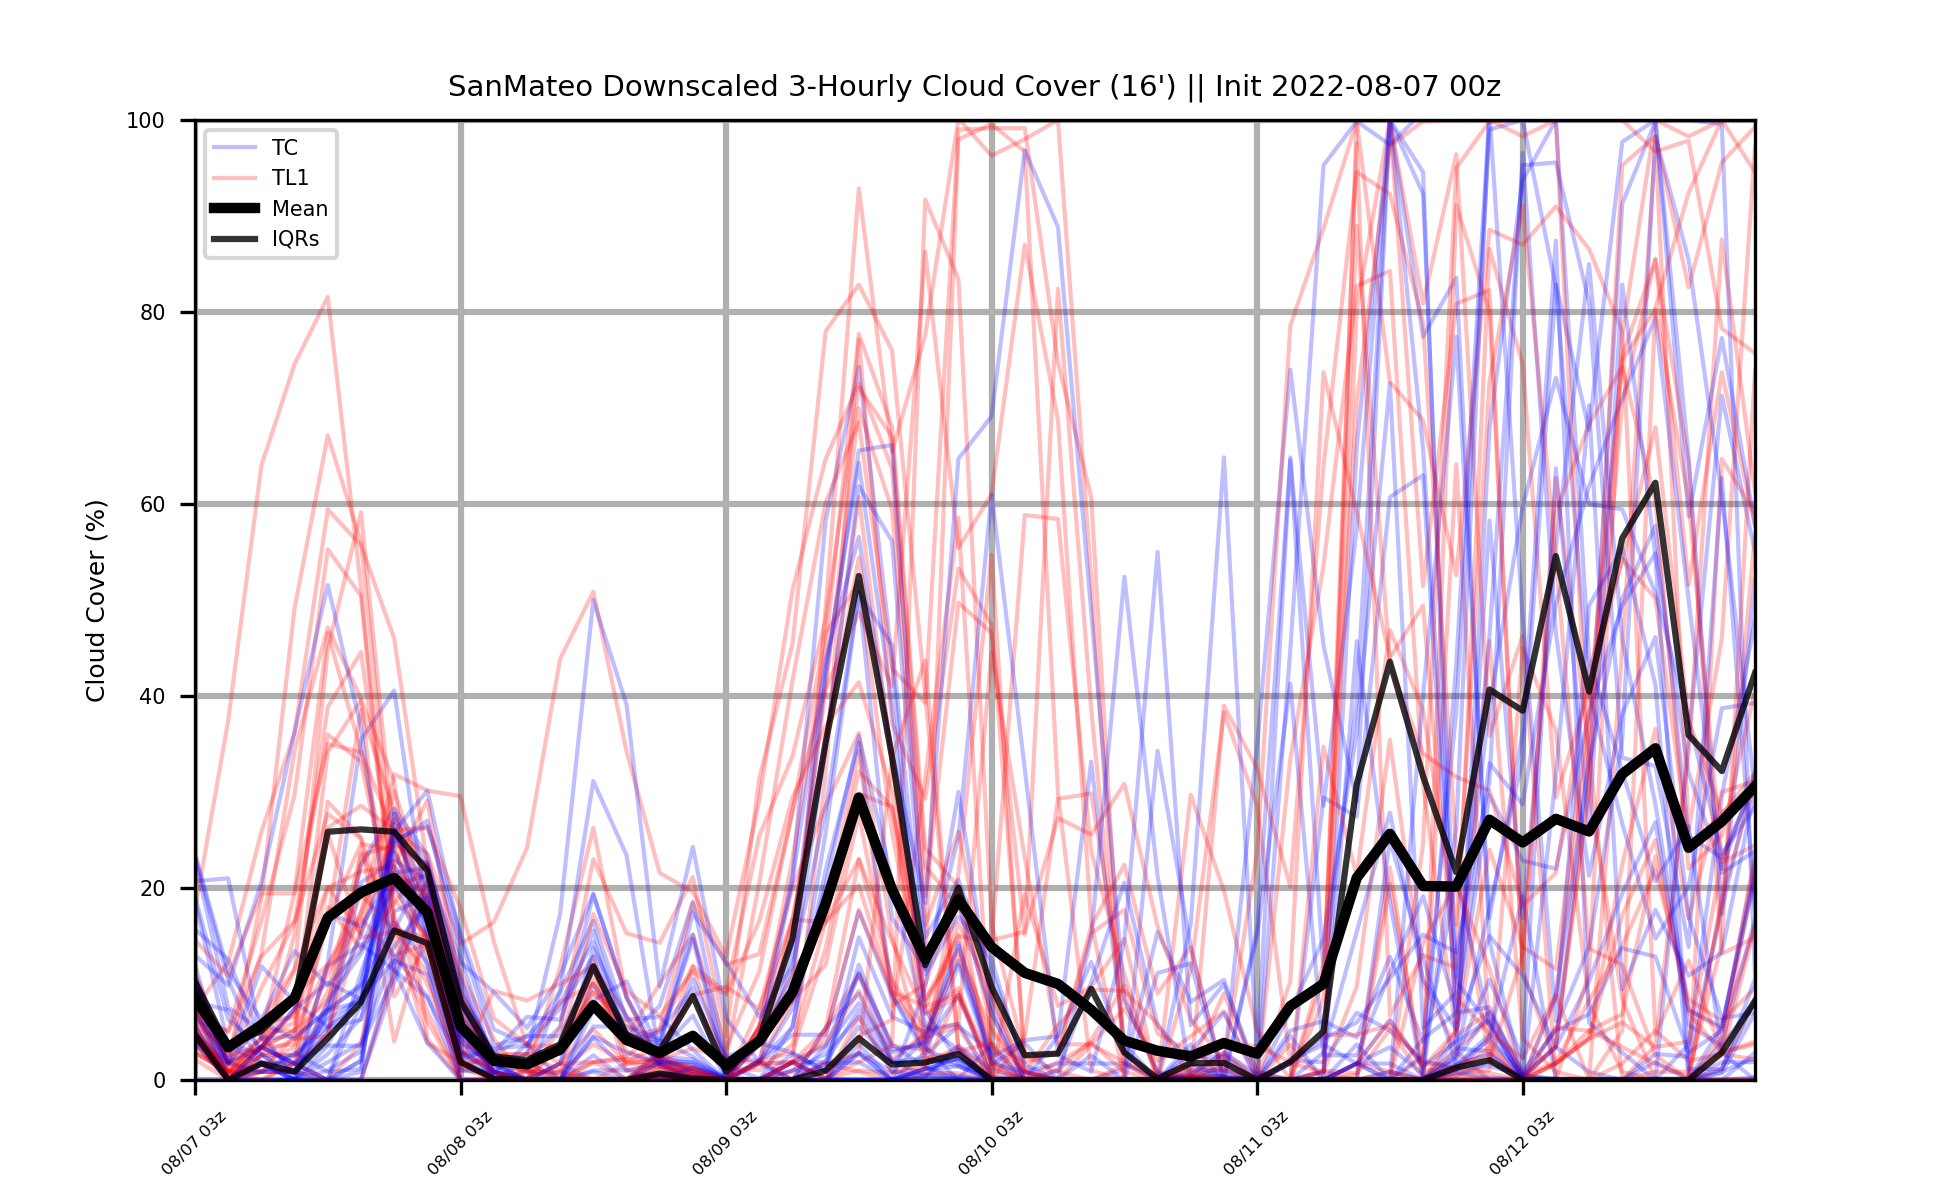 SanMateo Downscaled 3-Hourly Cloud Cover (16') || Init 2022-08-07 00z
TC
TL1
Mean
IQRs
Cloud Cover (%)
100
80
60
40
20
0
08/07 03z
08/08 03z
08/09 03z
08/10 03z
08/11 03z
08/12 03z